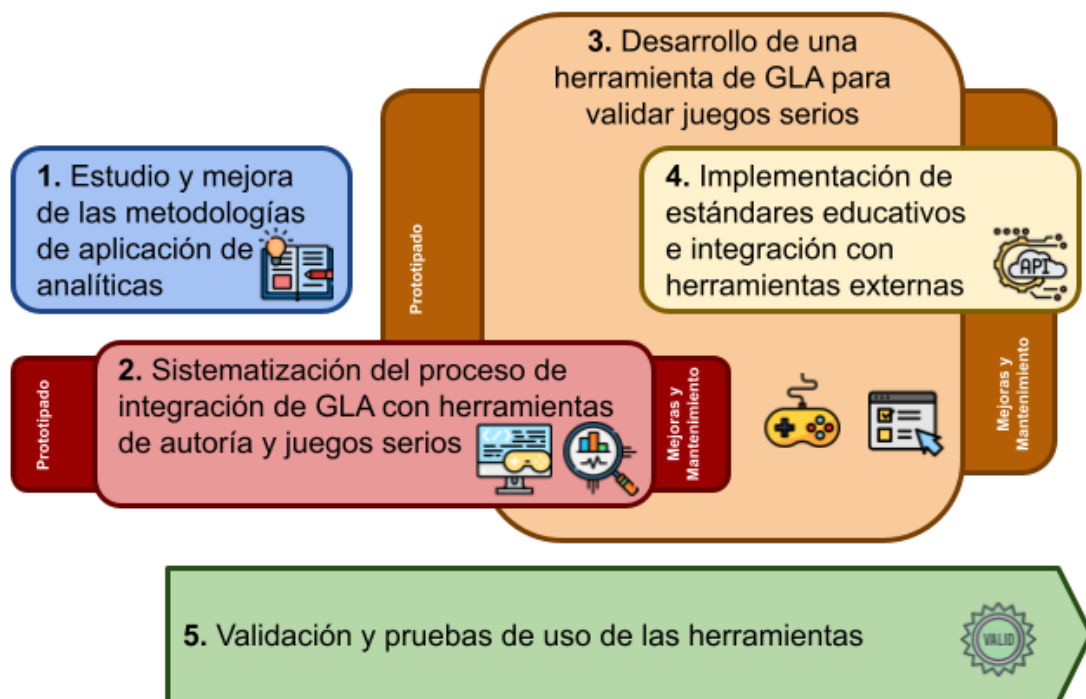 3. Desarrollo de una
herramienta de GLA para
validar juegos serios
Prototipado
1. Estudio y mejora
de las metodologías
de aplicación de
analíticas
4. Implementación de
estándares educativos
e integración con
herramientas externas
API
Prototipado
2. Sistematización del proceso de
integración de GLA con herramientas
de autoría y juegos serios
Mejoras y
Mantenimiento
Mejoras y
Mantenimiento
5. Validación y pruebas de uso de las herramientas
VALID